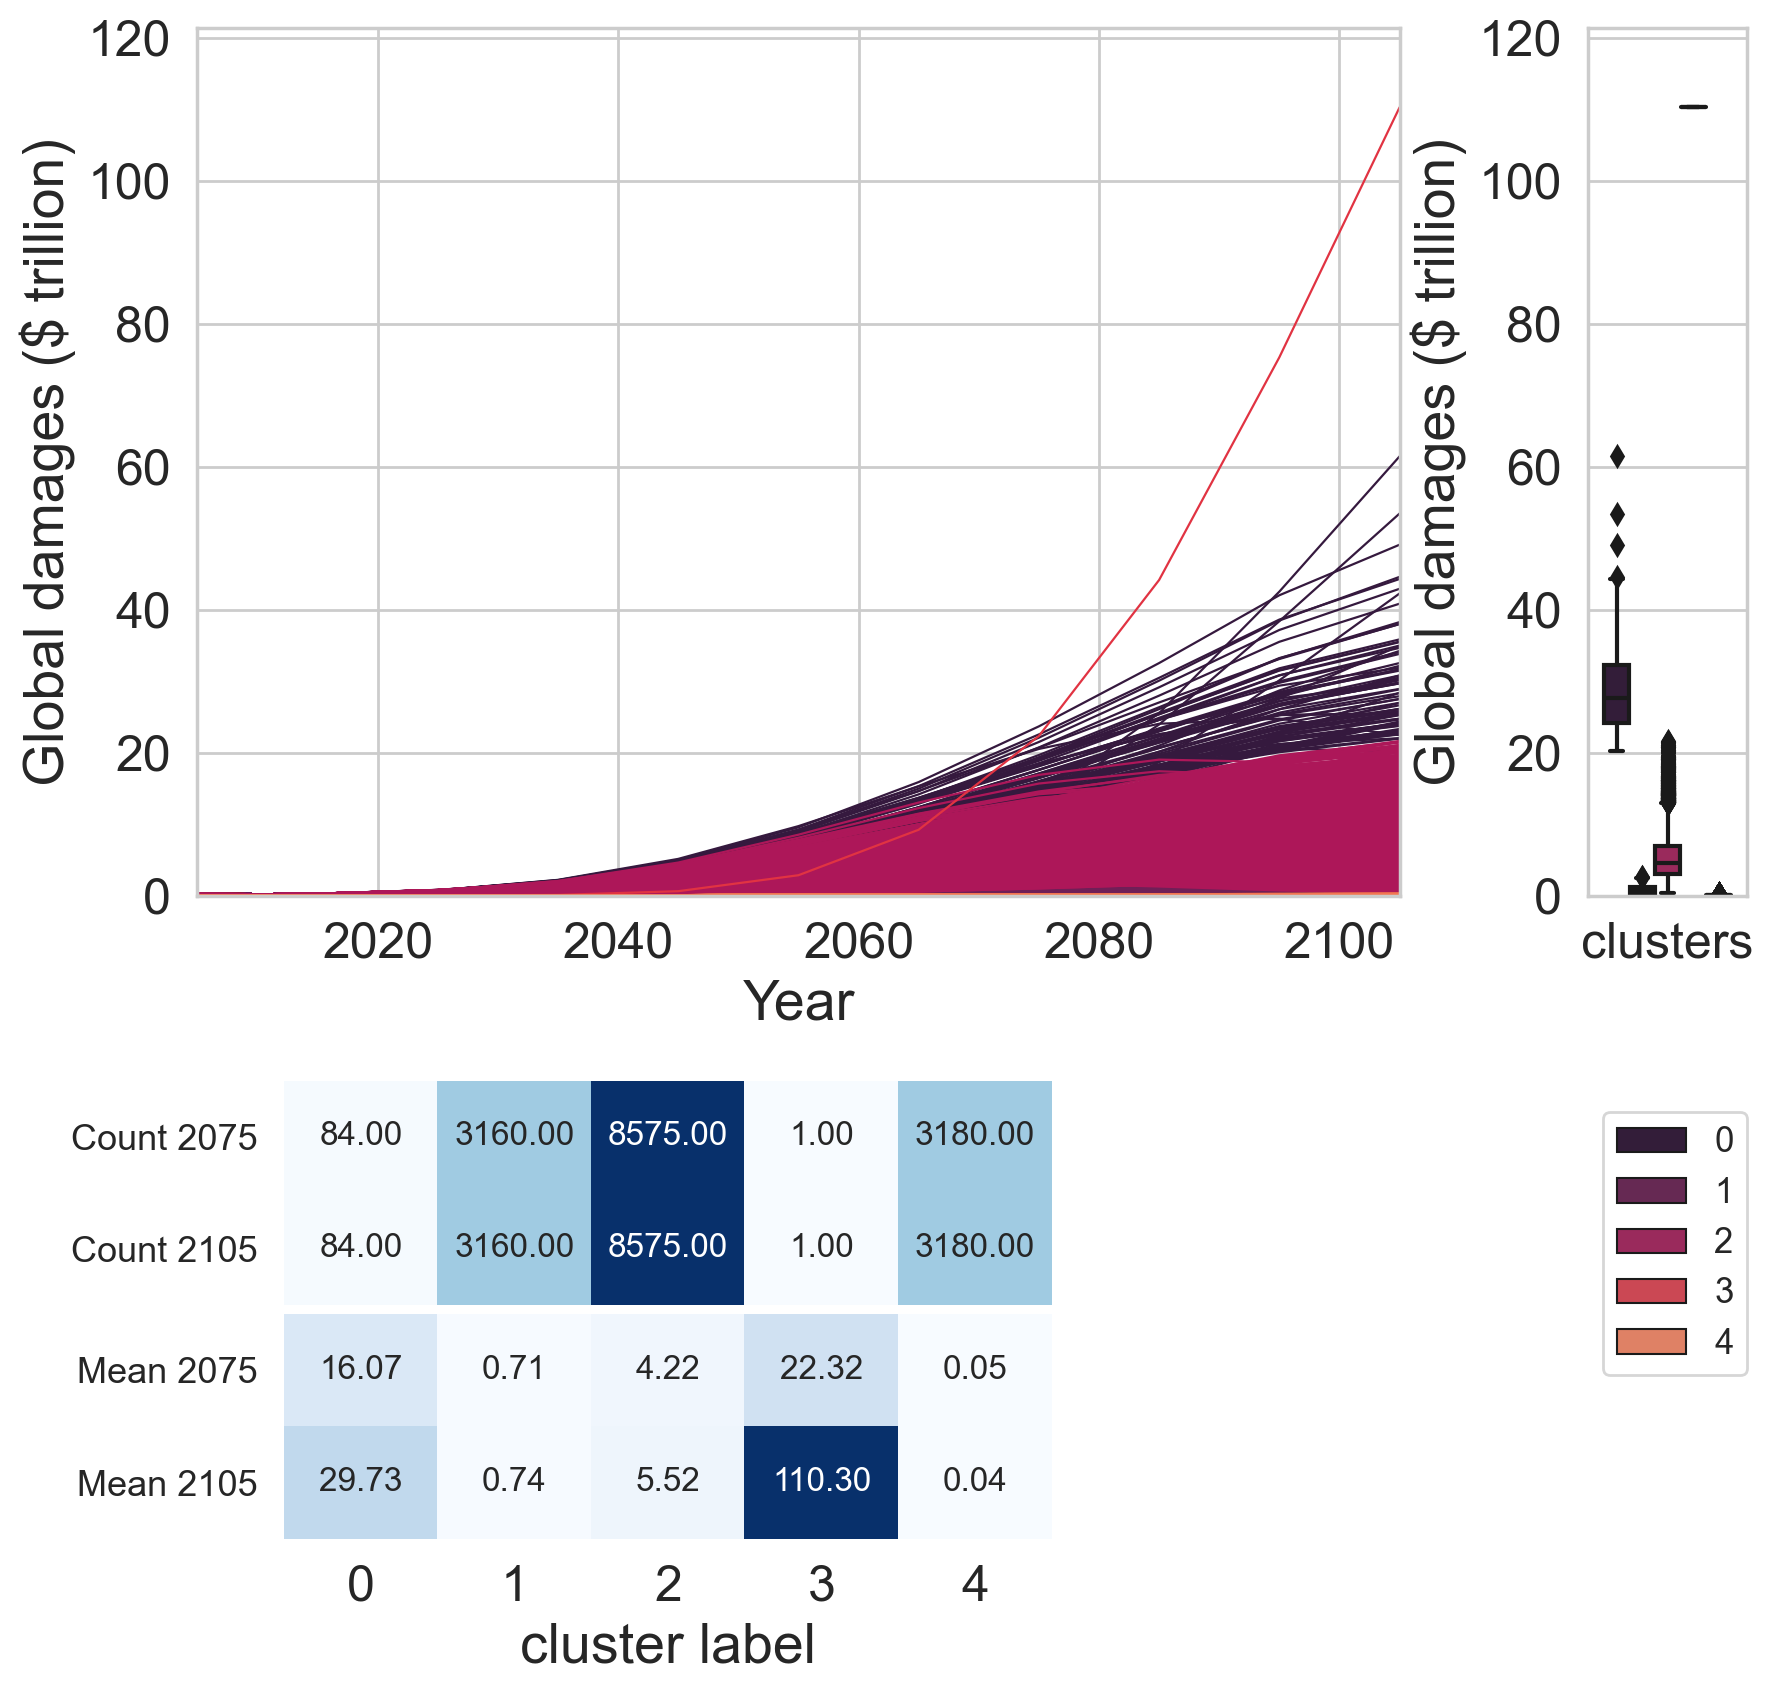 120
100
80
60
40
20
0
Global damages ($ trillion)
2020 2040 2060 2080 2100
Year
120
100
80
60
40
20
0
Global damages ($ trillion)
clusters
Count 2075 84.00 3160.00 8575.00 1.00 3180.00
Count 2105 84.00 3160.00 8575.00 1.00 3180.00
Mean 2075 16.07 0.71 4.22 22.32 0.05
Mean 2105 29.73 0.74 5.52 110.30 0.04
0 1 2 3 4
cluster label
0
1
2
3
4